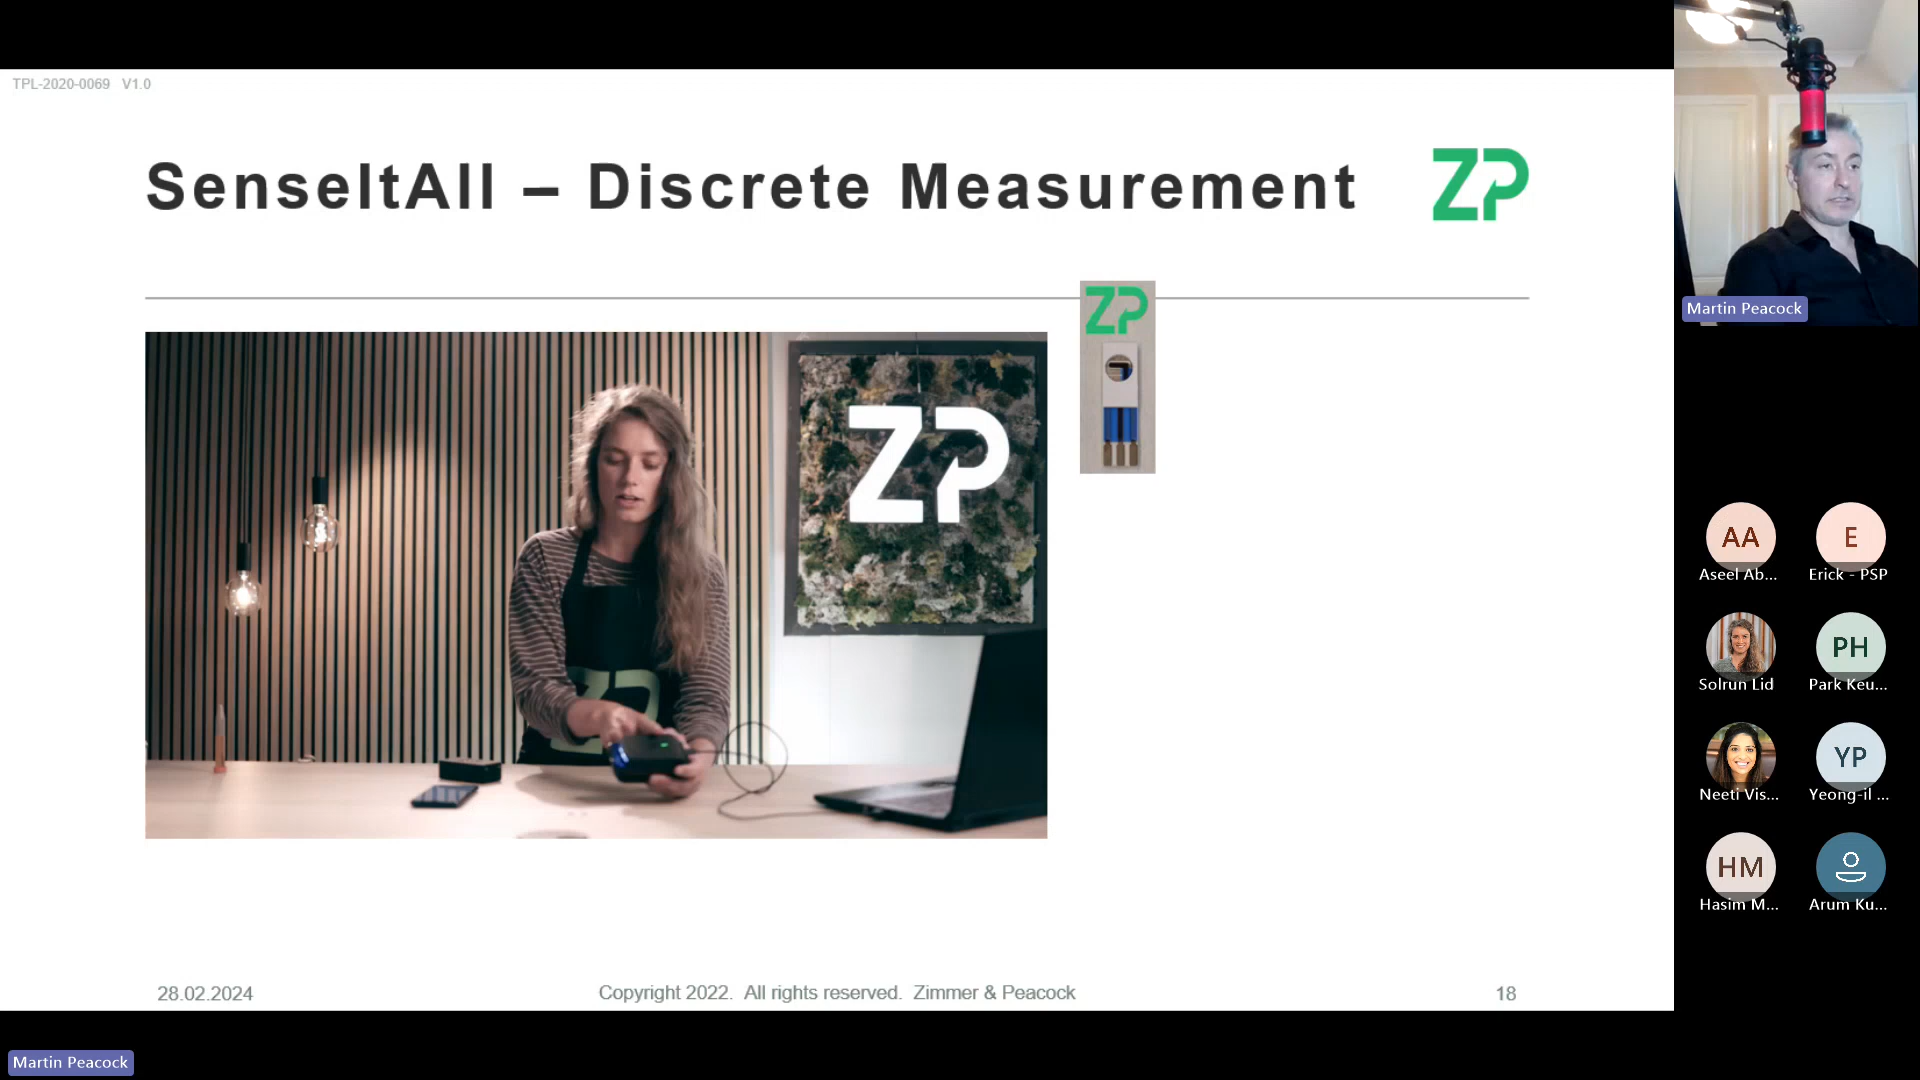 TPL-2020-0069 V1.0
SenseItAll – Discrete Measurement
ZP
ZP
ZP
28.02.2024
Copyright 2022. All rights reserved. Zimmer & Peacock
18
Martin Peacock
Martin Peacock
AA
Aseel Ab...
E
Erick - PSP
Solrun Lid
PH
Park Keu...
Neeti Vis...
YP
Yeong-il ...
HM
Hasim M...
Arum Ku...